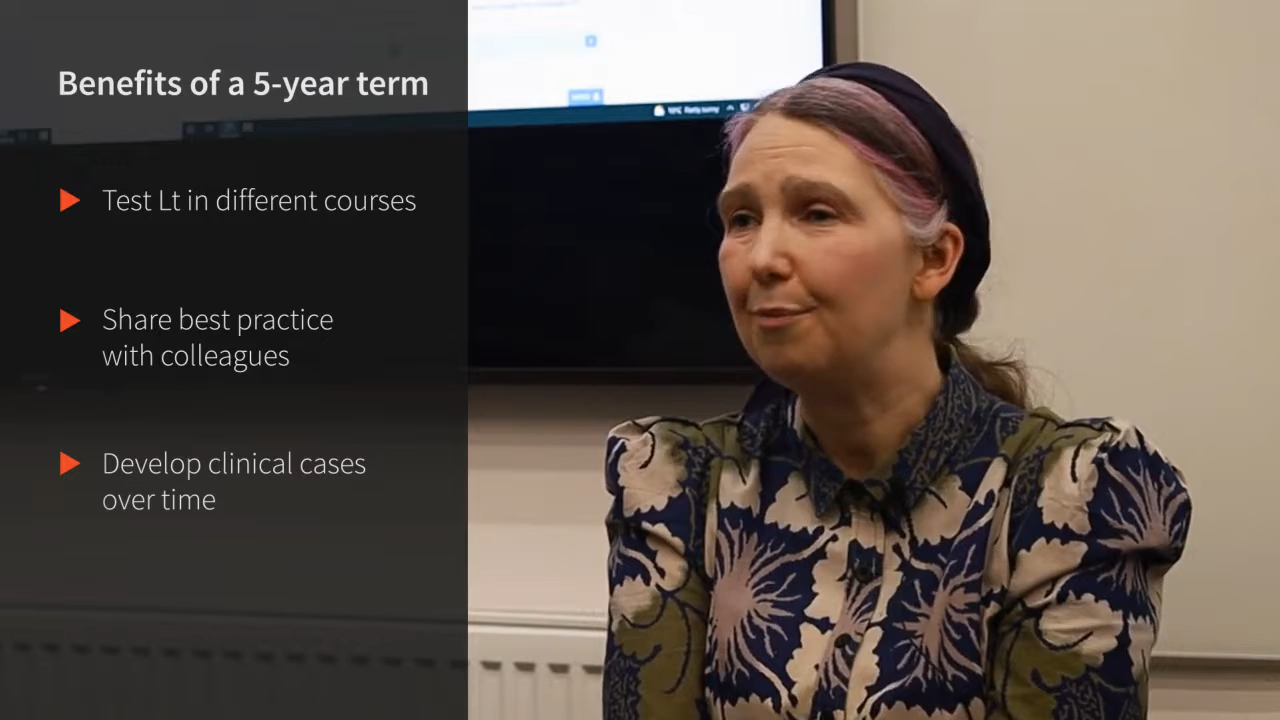 Benefits of a 5-year term
Test Lt in different courses
Share best practice
with colleagues
Develop clinical cases
over time